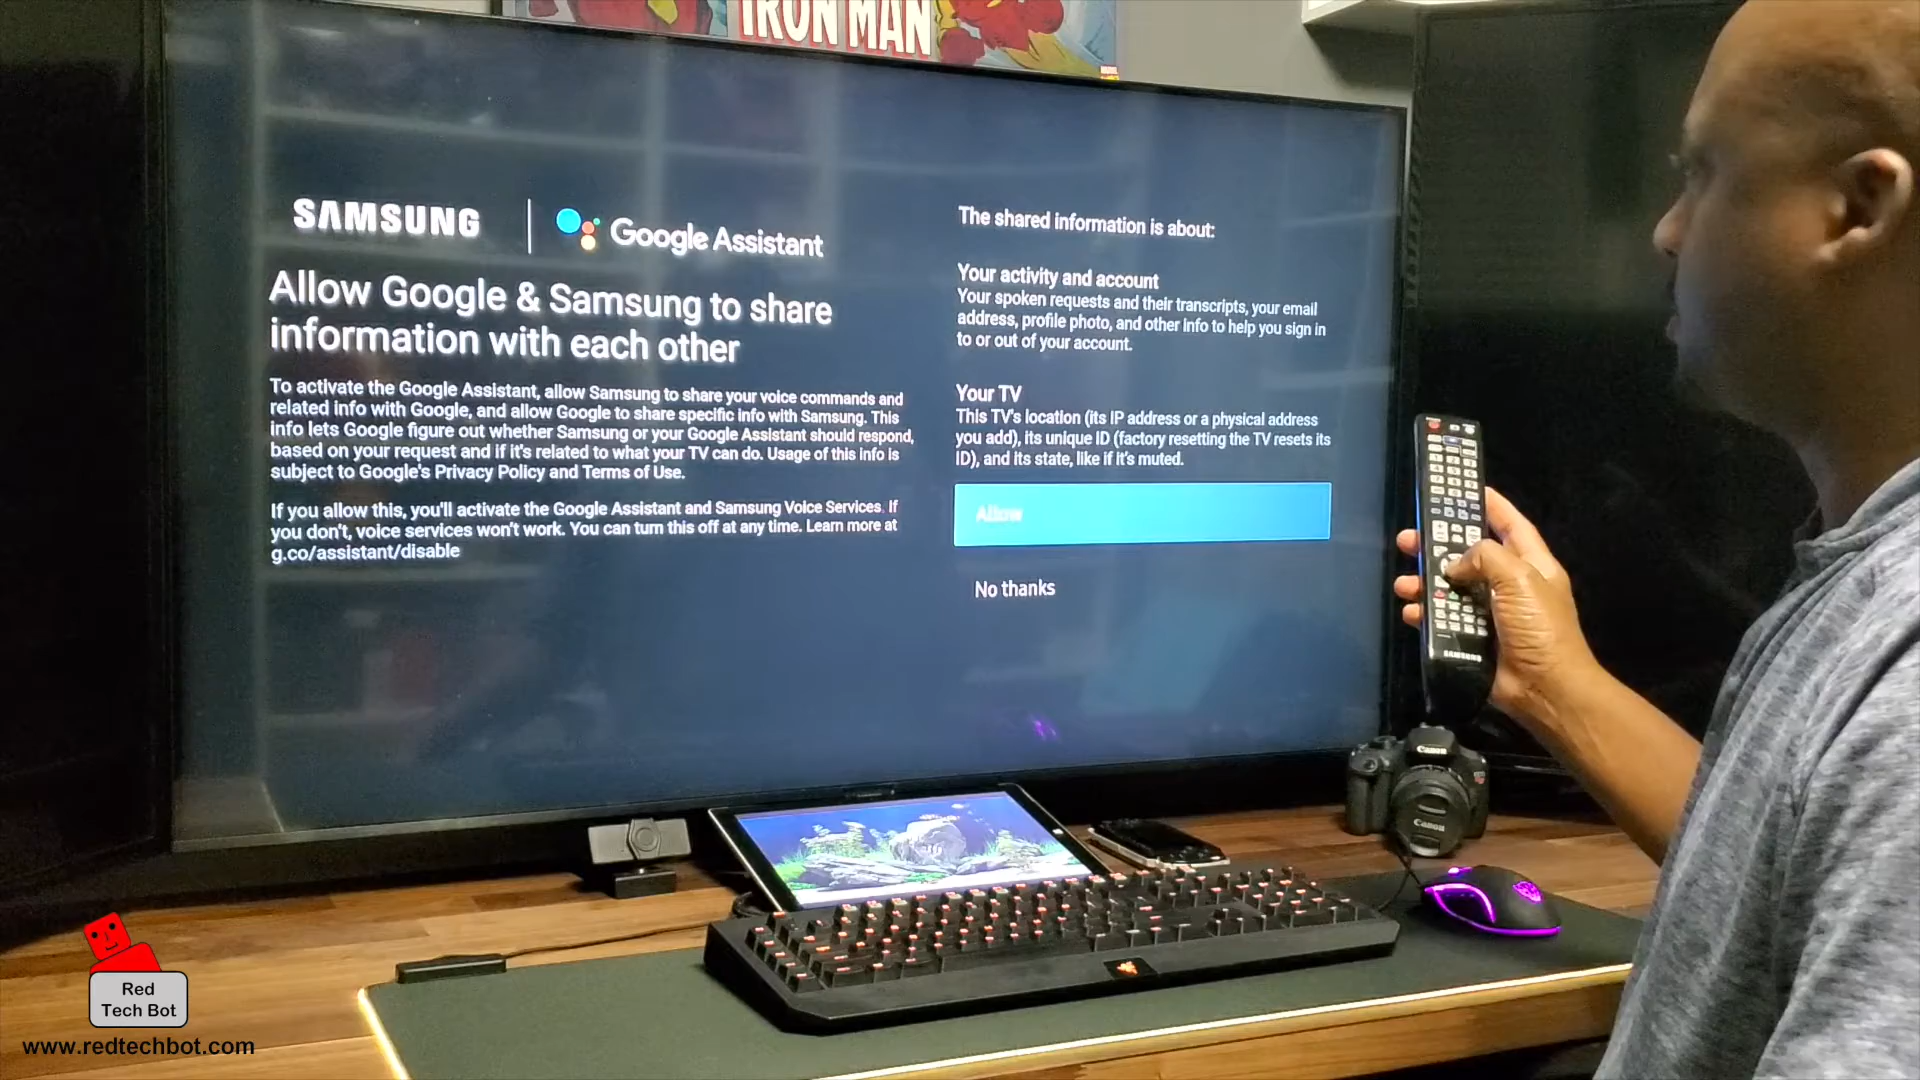 IRON MAN
MARVEL
SAMSUNG | Google Assistant
Allow Google & Samsung to share
information with each other
To activate the Google Assistant, allow Samsung to share your voice commands and
related info with Google, and allow Google to share specific info with Samsung. This
info lets Google figure out whether Samsung or your Google Assistant should respond,
based on your request and if it's related to what your TV can do. Usage of this info is
subject to Google's Privacy Policy and Terms of Use.
If you allow this, you'll activate the Google Assistant and Samsung Voice Services. If
you don't, voice services won't work. You can turn this off at any time. Learn more at
g.co/assistant/disable
The shared information is about:
Your activity and account
Your spoken requests and their transcripts, your email
address, profile photo, and other info to help you sign in
to or out of your account.
Your TV
This TV's location (its IP address or a physical address
you add), its unique ID (factory resetting the TV resets its
ID), and its state, like if it's muted.
Allow
No thanks
SAMSUNG
Canon
Canon
Red
Tech Bot
www.redtechbot.com